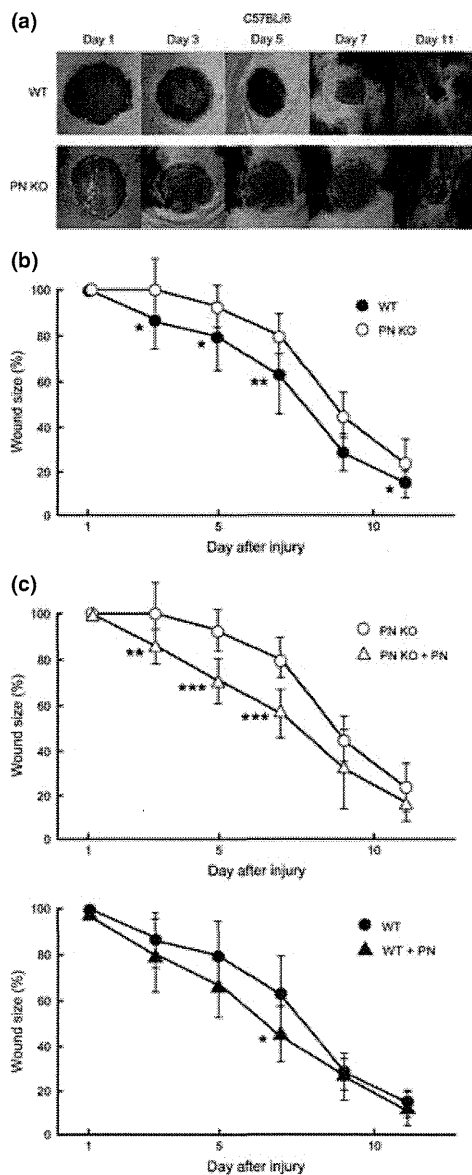 (a)
C57BL/6
Day 1 Day 3 Day 5 Day 7 Day 11
WT
PN KO
(b)
100
80
60
40
20
0
Wound size (%)
* * ** *
WT
PN KO
1 5 10
Day after injury
(c)
100
80
60
40
20
0
Wound size (%)
** *** ***
PN KO
PN KO + PN
1 5 10
Day after injury
100
80
60
40
20
0
Wound size (%)
*
WT
WT + PN
1 5 10
Day after injury